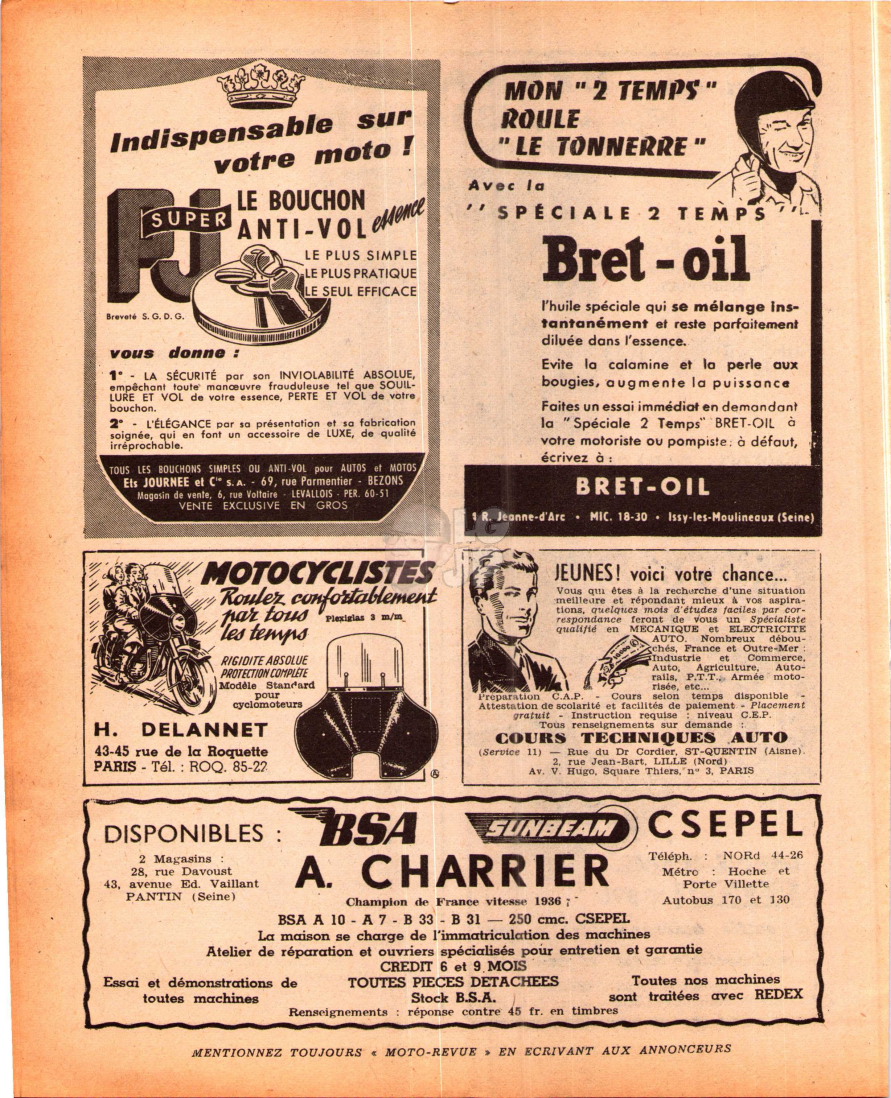 Indispensable sur
votre moto !
PJ
SUPER
LE BOUCHON
ANTI-VOL essence
LE PLUS SIMPLE
LE PLUS PRATIQUE
LE SEUL EFFICACE
Breveté S. G. D. G.
vous donne :
1° - LA SÉCURITÉ par son INVIOLABILITÉ ABSOLUE,
empêchant toute manœuvre frauduleuse tel que SOUIL-
LURE ET VOL de votre essence, PERTE ET VOL de votre
bouchon.
2° - L'ÉLÉGANCE par sa présentation et sa fabrication
soignée, qui en font un accessoire de LUXE, de qualité
irréprochable.
TOUS LES BOUCHONS SIMPLES OU ANTI-VOL pour AUTOS et MOTOS
Ets JOURNEE et Cie S.A. - 69, rue Parmentier - BEZONS
Magasin de vente, 6, rue Voltaire - LEVALLOIS - PER. 60-51
VENTE EXCLUSIVE EN GROS
MON "2 TEMPS"
ROULE
"LE TONNERRE"
Avec la
"SPÉCIALE 2 TEMPS"
Bret-oil
l'huile spéciale qui se mélange ins-
tantanément et reste parfaitement
diluée dans l'essence.
Evite la calamine et la perle aux
bougies, augmente la puissance
Faites un essai immédiat en demandant
la "Spéciale 2 Temps" BRET-OIL à
votre motoriste ou pompiste; à défaut,
écrivez à :
BRET-OIL
1 R. Jeanne-d'Arc • MIC. 18-30 • Issy-les-Moulineaux (Seine)
MOTOCYCLISTES
Roulez confortablement
par tous
les temps
Plexiglas 3 m/m
RIGIDITE ABSOLUE
PROTECTION COMPLÈTE
Modèle Standard
pour
cyclomoteurs
H. DELANNET
43-45 rue de la Roquette
PARIS - Tél. : ROQ. 85-22
JEUNES! voici votre chance...
Vous qui êtes à la recherche d'une situation
meilleure et répondant mieux à vos aspira-
tions, quelques mois d'études faciles par cor-
respondance feront de vous un Spécialiste
qualifié en MECANIQUE et ELECTRICITE
AUTO. Nombreux débou-
chés, France et Outre-Mer :
Industrie et Commerce,
Auto, Agriculture, Auto-
rails, P.T.T., Armée moto-
risée, etc...
Préparation C.A.P. - Cours selon temps disponible -
Attestation de scolarité et facilités de paiement - Placement
gratuit - Instruction requise : niveau C.E.P.
Tous renseignements sur demande :
COURS TECHNIQUES AUTO
(Service 11) — Rue du Dr Cordier, ST-QUENTIN (Aisne).
2, rue Jean-Bart, LILLE (Nord)
Av. V. Hugo, Square Thiers, n° 3, PARIS
DISPONIBLES :
BSA
SUNBEAM
CSEPEL
2 Magasins :
28, rue Davoust
43, avenue Ed. Vaillant
PANTIN (Seine)
A. CHARRIER
Téléph. : NORd 44-26
Métro : Hoche et
Porte Villette
Autobus 170 et 130
Champion de France vitesse 1936
BSA A 10 - A 7 - B 33 - B 31 — 250 cmc. CSEPEL
La maison se charge de l'immatriculation des machines
Atelier de réparation et ouvriers spécialisés pour entretien et garantie
CREDIT 6 et 9 MOIS
Essai et démonstrations de
toutes machines
TOUTES PIECES DETACHEES
Stock B.S.A.
Toutes nos machines
sont traitées avec REDEX
Renseignements : réponse contre 45 fr. en timbres
MENTIONNEZ TOUJOURS « MOTO-REVUE » EN ECRIVANT AUX ANNONCEURS